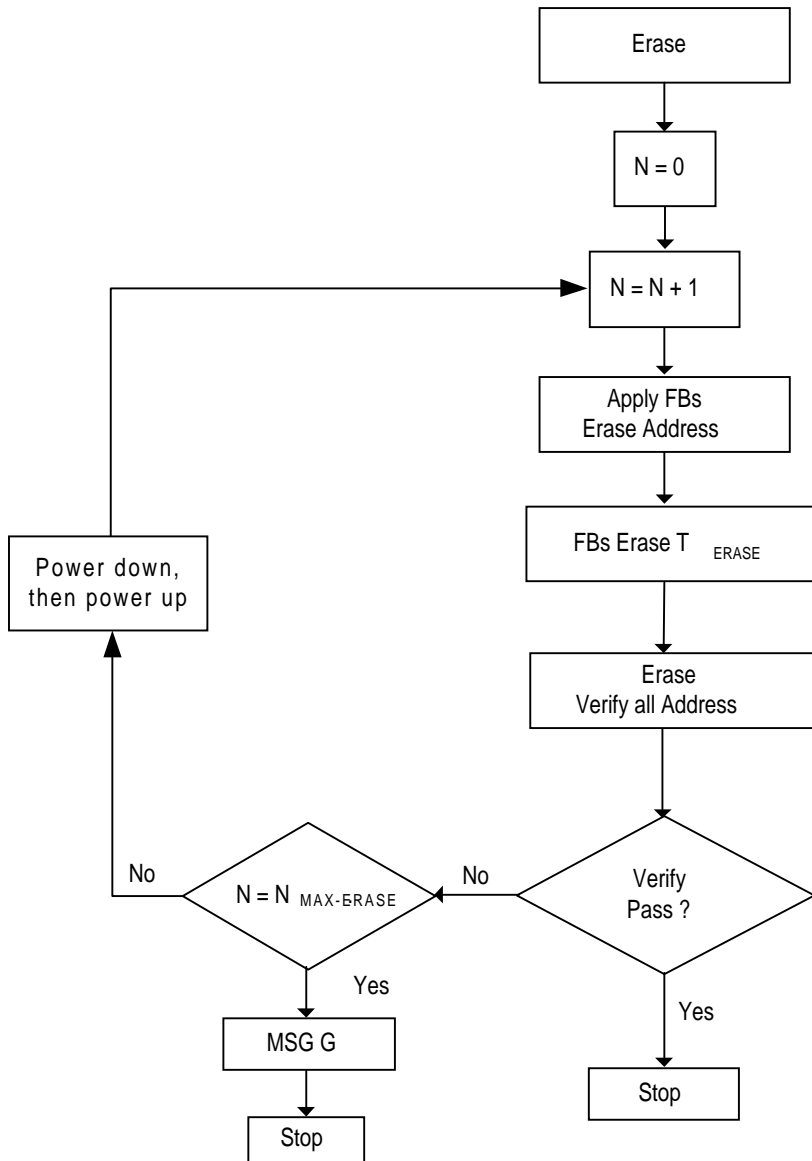 Erase
N = 0
N = N + 1
Apply FBs
Erase Address
FBs Erase T ERASE
Power down,
then power up
Erase
Verify all Address
No
N = N MAX-ERASE
No
Verify
Pass ?
Yes
Yes
MSG G
Stop
Stop